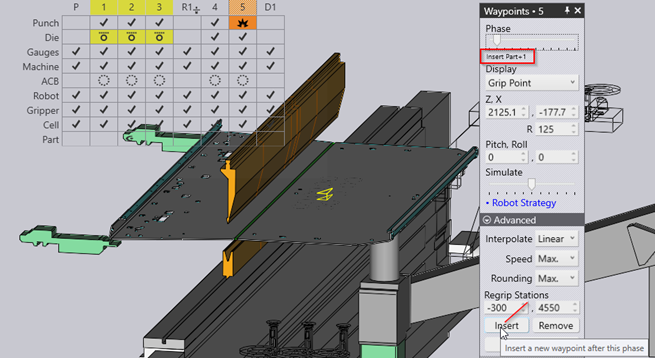 P 1 2 3 R1 4 5 D1
Punch
Die
Gauges
Machine
ACB
Robot
Gripper
Cell
Part
Waypoints • 5
Phase
Insert Part+1
Display
Grip Point
Z, X
2125.1 , -177.7
R 125
Pitch, Roll
0 , 0
Simulate
• Robot Strategy
Advanced
Interpolate Linear
Speed Max.
Rounding Max.
Regrip Stations
-300 , 4550
Insert Remove
Insert a new waypoint after this phase